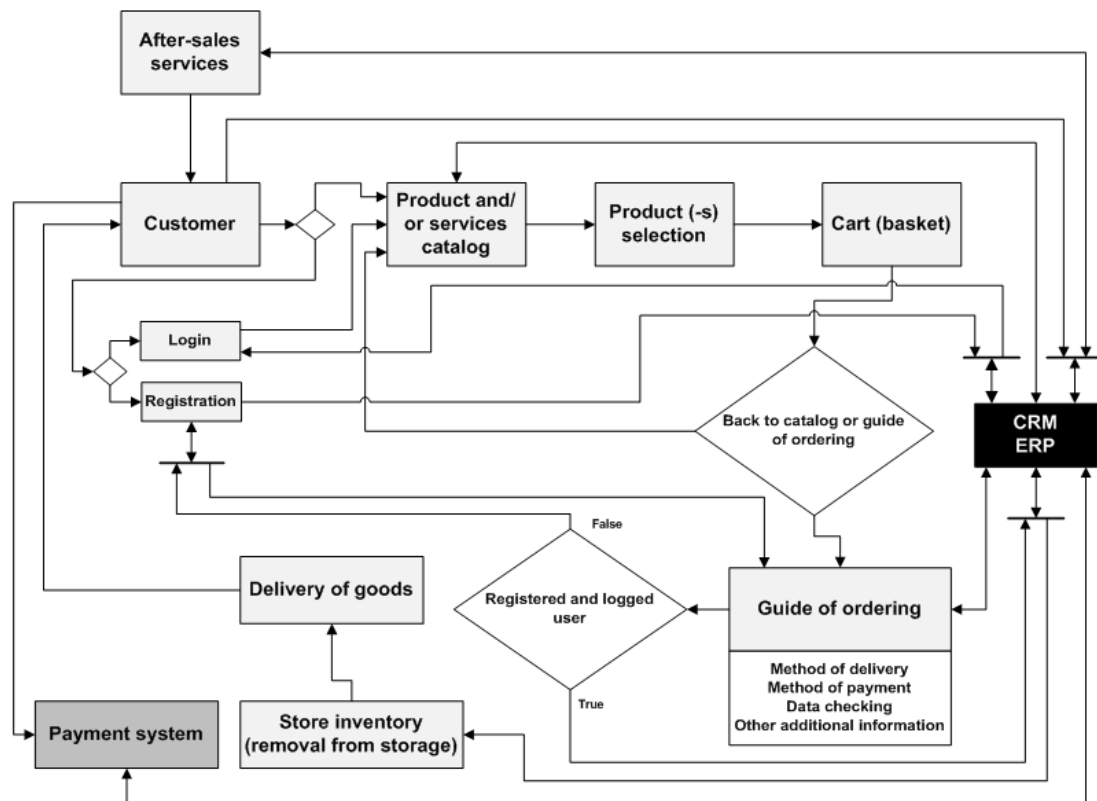 After-sales
services
Customer
Product and/
or services
catalog
Product (-s)
selection
Cart (basket)
Login
Registration
Back to catalog or guide
of ordering
CRM
ERP
False
Delivery of goods
Registered and logged
user
Guide of ordering
Method of delivery
Method of payment
Data checking
Other additional information
True
Payment system
Store inventory
(removal from storage)